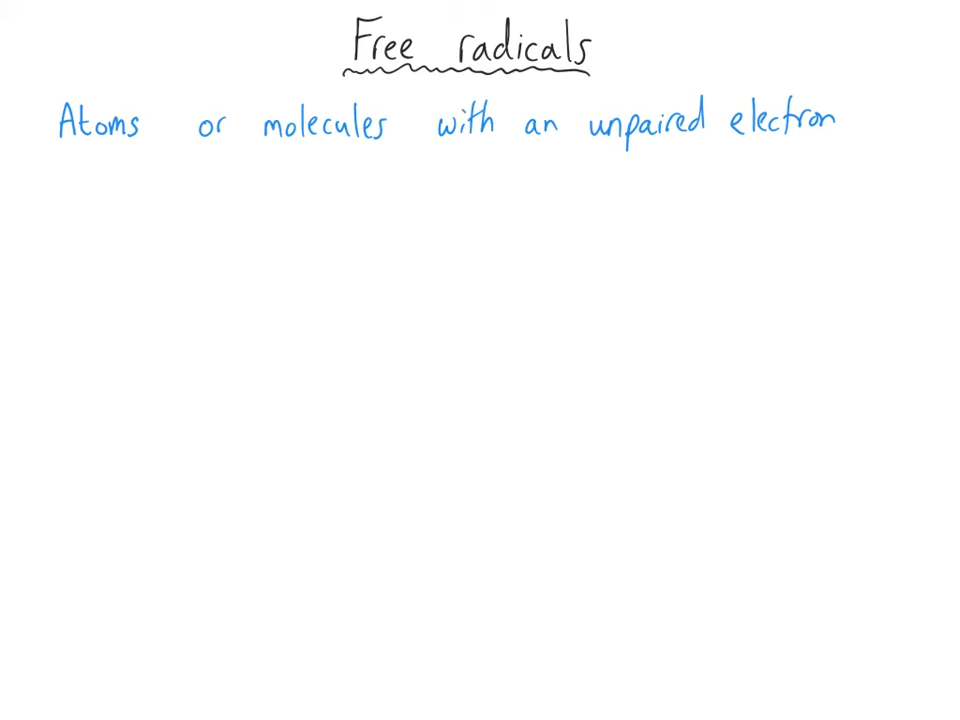 Free radicals
Atoms or molecules with an unpaired electron